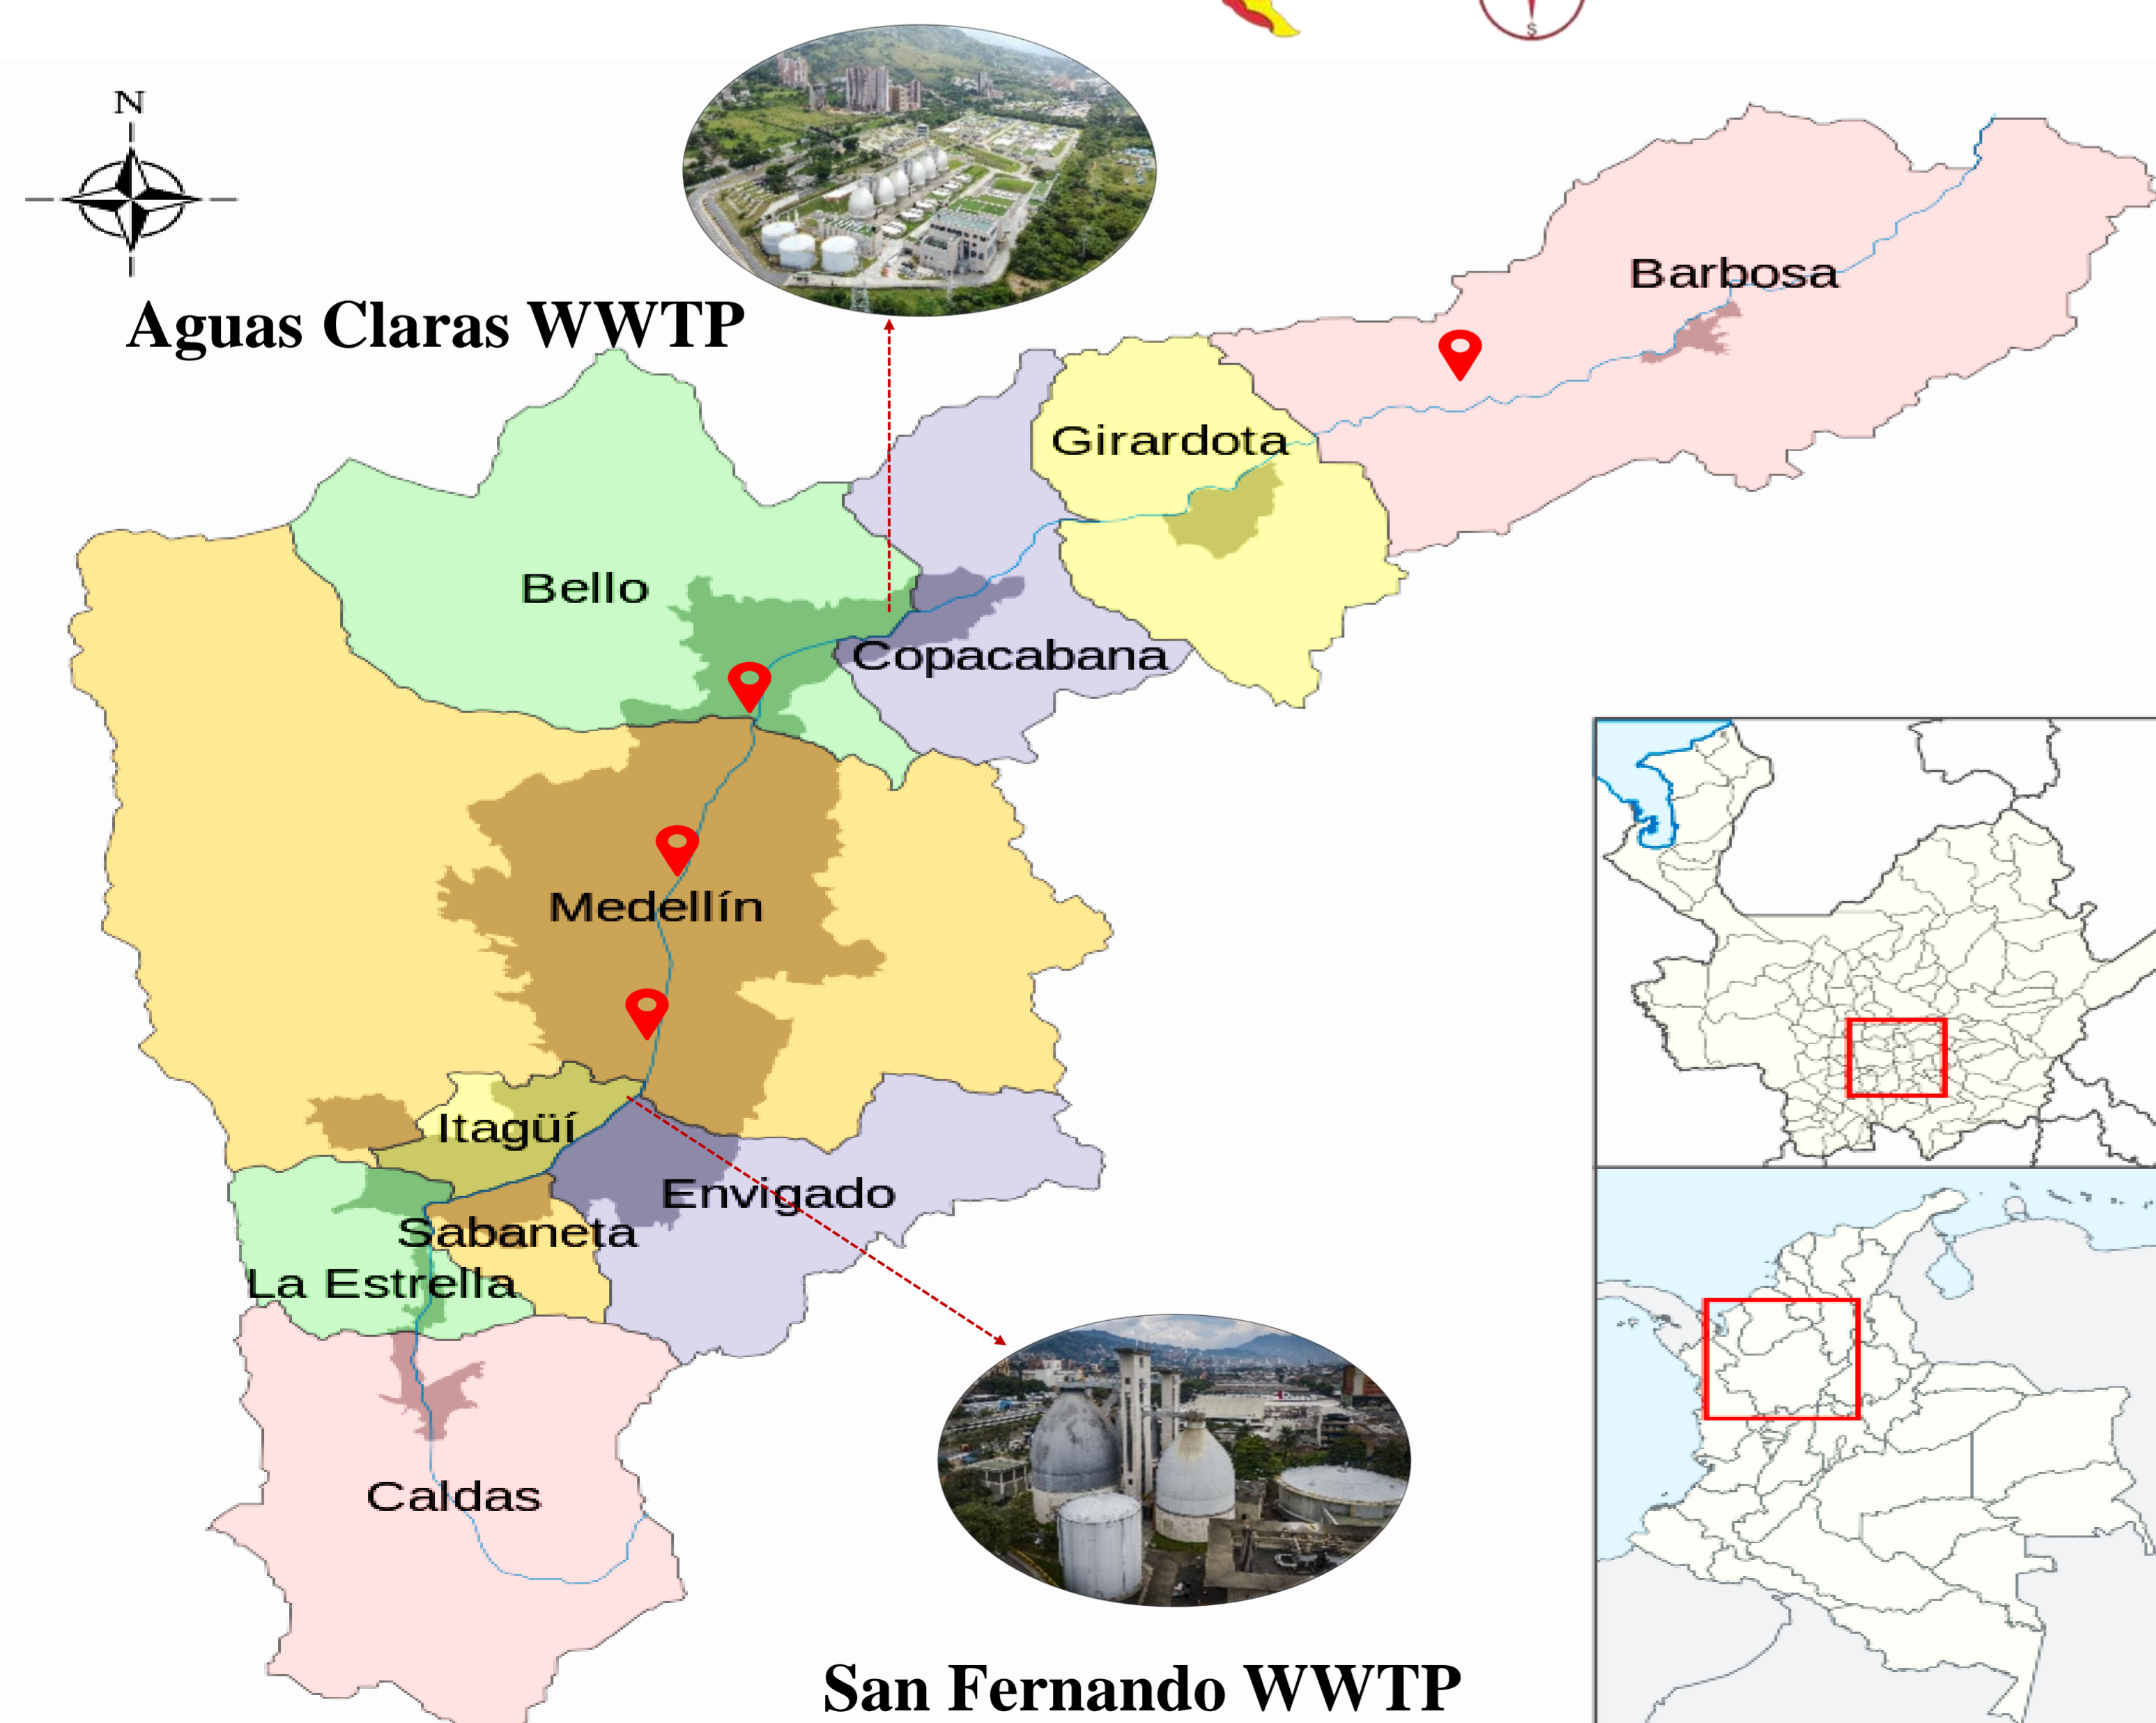 S
N
Aguas Claras WWTP
Barbosa
Girardota
Bello
Copacabana
Medellín
Itagüí
Envigado
Sabaneta
La Estrella
Caldas
San Fernando WWTP